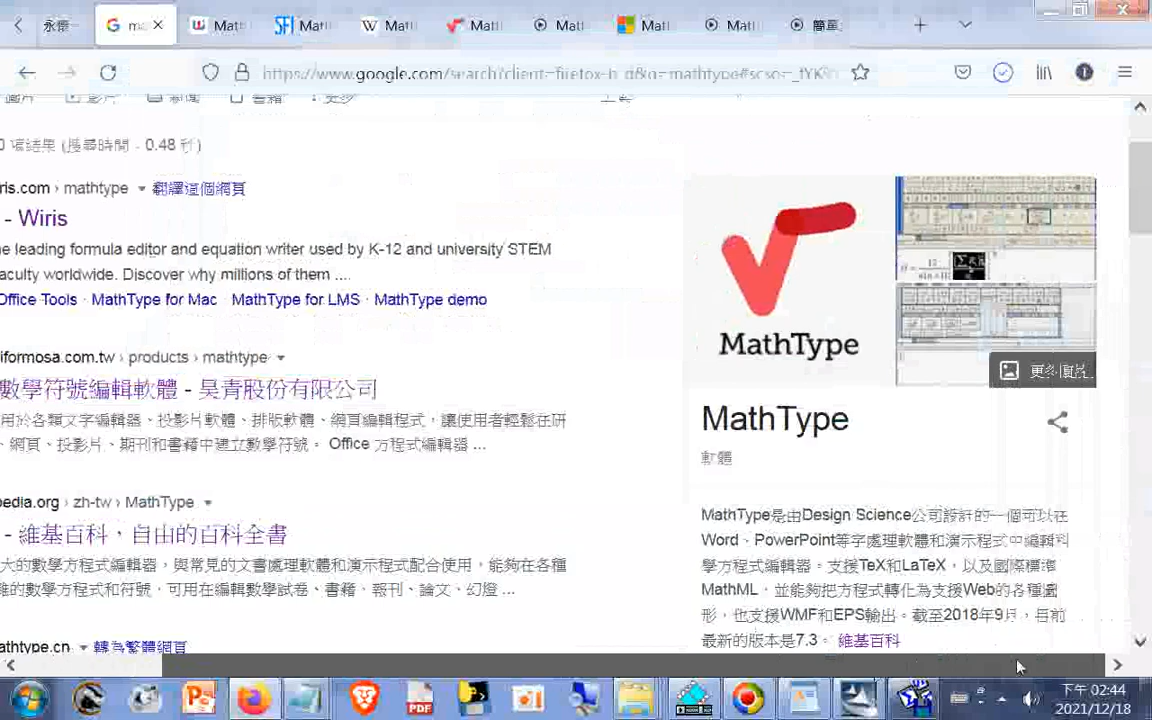 永懷
ma
Math
SFI Mat
W Mat
Mat
Mat
Mat
Mat
簡單
https://www.google.com/search?client=firefox-b-d&q=mathtype#scso=_tYK
圖片 影片 新聞 書籍 更多 工具
項結果 (搜尋時間:0.48 秒)
ris.com › mathtype 翻譯這個網頁
- Wiris
he leading formula editor and equation writer used by K-12 and university STEM
aculty worldwide. Discover why millions of them ....
Office Tools · MathType for Mac · MathType for LMS · MathType demo
iformosa.com.tw › products › mathtype
數學符號編輯軟體 - 昊青股份有限公司
用於各類文字編輯器、投影片軟體、排版軟體、網頁編輯程式,讓使用者輕鬆在研
、網頁、投影片、期刊和書籍中建立數學符號。 Office 方程式編輯器 ...
pedia.org › zh-tw › MathType
- 維基百科,自由的百科全書
大的數學方程式編輯器,與常見的文書處理軟體和演示程式配合使用,能夠在各種
雜的數學方程式和符號,可用在編輯數學試卷、書籍、報刊、論文、幻燈 ...
athtype.cn 轉為繁體網頁
MathType
更多圖片
MathType
軟體
MathType是由Design Science公司設計的一個可以在
Word、PowerPoint等字處理軟體和演示程式中編輯科
學方程式編輯器。支援TeX和LaTeX,以及國際標準
MathML,並能夠把方程式轉化為支援Web的各種圖
形,也支援WMF和EPS輸出。截至2018年9月,目前
最新的版本是7.3。 維基百科
下午 02:44
2021/12/18